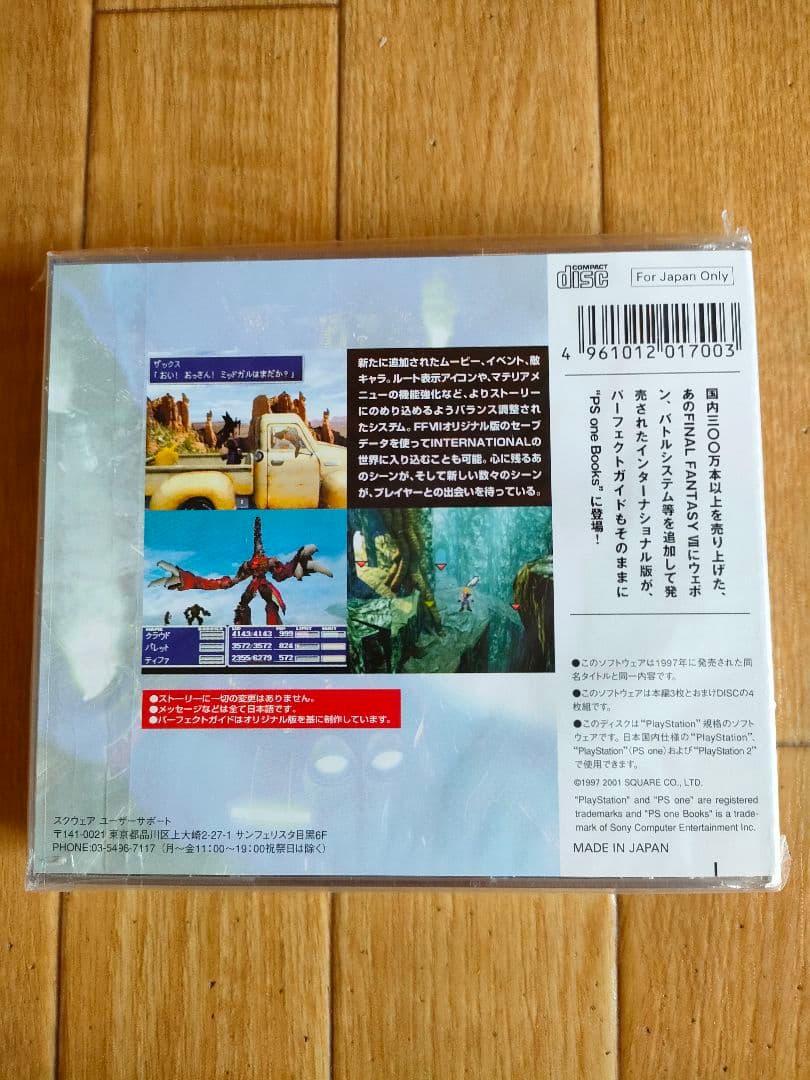 COMPACT
disc
For Japan Only
4 961012 017003
ザックス
「おい！おっさん！ミッドガルはまだか？」
新たに追加されたムービー、イベント、敵
キャラ。ルート表示アイコンや、マテリアメ
ニューの機能強化など、よりストーリー
にのめり込めるようバランス調整され
たシステム。FFⅦオリジナル版のセーブ
データを使ってINTERNATIONALの
世界に入り込むことも可能。心に残るあ
のシーンが、そして新しい数々のシーン
が、プレイヤーとの出会いを待っている。
NAME BARRIER HP MP LIMIT WAIT
クラウド 4143/4143 999
バレット 3572/3572 824
ティファ 2355/6279 572
●ストーリーに一切の変更はありません。
●メッセージなどは全て日本語です。
●パーフェクトガイドはオリジナル版を基に制作しています。
国内三〇〇万本以上を売り上げた、
あのFINAL FANTASY Ⅶにウェポ
ン、バトルシステム等を追加して発
売されたインターナショナル版が、
パーフェクトガイドもそのままに
"PS one Books"に登場！
●このソフトウェアは1997年に発売された同
名タイトルと同一内容です。
●このソフトウェアは本編3枚とおまけDISCの4
枚組です。
●このディスクは"PlayStation" 規格のソフト
ウェアです。日本国内仕様の"PlayStation"、
"PlayStation"(PS one)および"PlayStation 2"
で使用できます。
©1997 2001 SQUARE CO., LTD.
"PlayStation" and "PS one" are registered
trademarks and "PS one Books" is a trade-
mark of Sony Computer Entertainment Inc.
MADE IN JAPAN
スクウェア ユーザーサポート
〒141-0021 東京都品川区上大崎2-27-1 サンフェリスタ目黒6F
PHONE:03-5496-7117（月〜金11:00〜19:00祝祭日は除く）